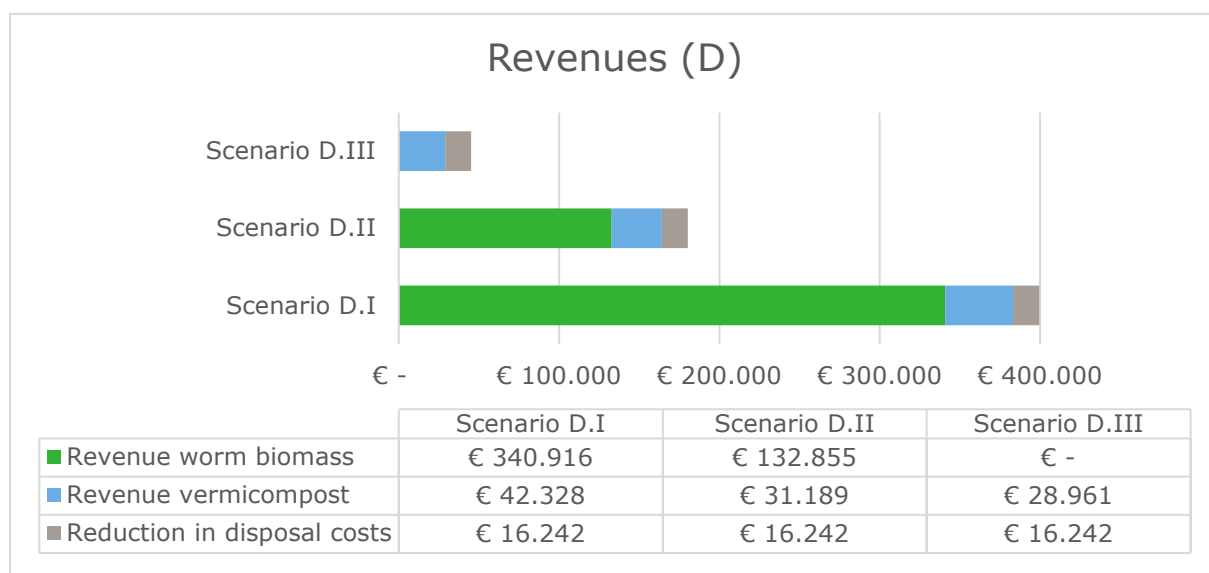 Revenues (D)
Scenario D.III
Scenario D.II
Scenario D.I
€ - € 100.000 € 200.000 € 300.000 € 400.000
Scenario D.I Scenario D.II Scenario D.III
Revenue worm biomass € 340.916 € 132.855 € -
Revenue vermicompost € 42.328 € 31.189 € 28.961
Reduction in disposal costs € 16.242 € 16.242 € 16.242